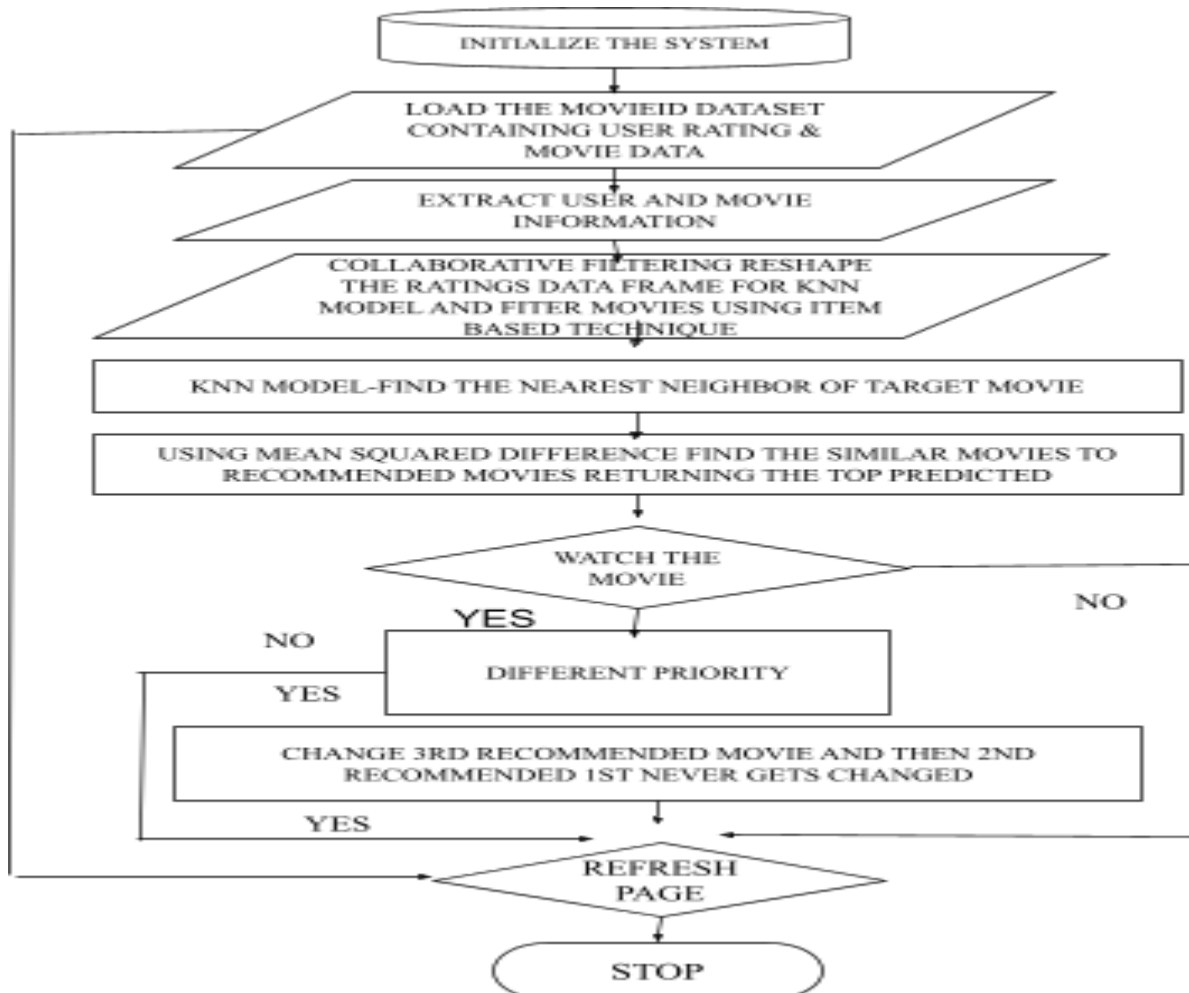 INITIALIZE THE SYSTEM
LOAD THE MOVIEID DATASET
CONTAINING USER RATING &
MOVIE DATA
EXTRACT USER AND MOVIE
INFORMATION
COLLABORATIVE FILTERING RESHAPE
THE RATINGS DATA FRAME FOR KNN
MODEL AND FITER MOVIES USING ITEM
BASED TECHNIQUE
KNN MODEL-FIND THE NEAREST NEIGHBOR OF TARGET MOVIE
USING MEAN SQUARED DIFFERENCE FIND THE SIMILAR MOVIES TO
RECOMMENDED MOVIES RETURNING THE TOP PREDICTED
WATCH THE
MOVIE
NO
YES
NO
DIFFERENT PRIORITY
YES
CHANGE 3RD RECOMMENDED MOVIE AND THEN 2ND
RECOMMENDED 1ST NEVER GETS CHANGED
YES
REFRESH
PAGE
STOP